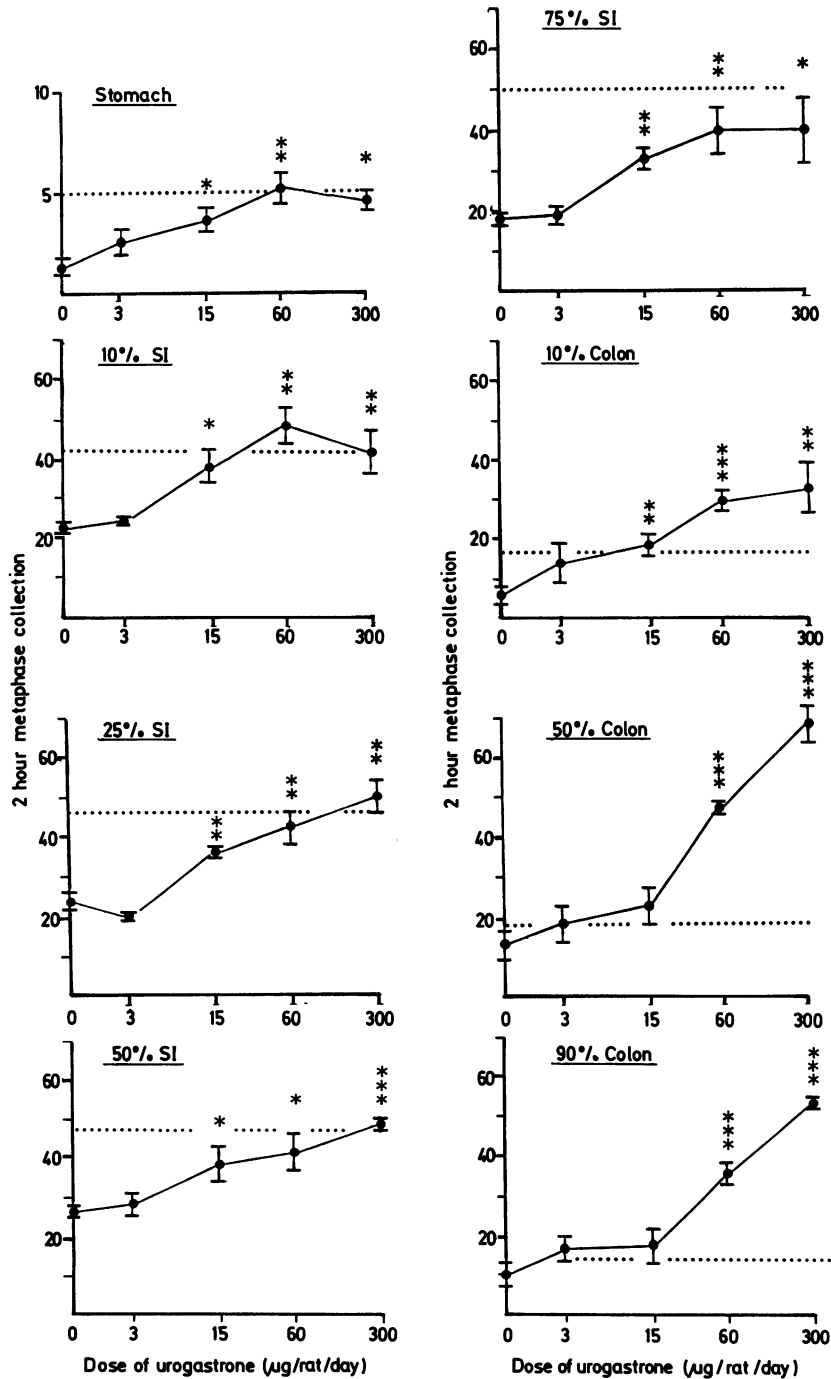 Stomach
10
5
* ** *
0 3 15 60 300
10% SI
60
40
20
* ** **
0 3 15 60 300
25% SI
60
40
20
** ** **
0 3 15 60 300
50% SI
60
40
20
* * ***
0 3 15 60 300
Dose of urogastrone (µg/rat/day)
2 hour metaphase collection
75% SI
60
40
20
** ** *
0 3 15 60 300
10% Colon
60
40
20
** *** **
0 3 15 60 300
50% Colon
60
40
20
*** ***
0 3 15 60 300
90% Colon
60
40
20
*** ***
0 3 15 60 300
Dose of urogastrone (µg/rat/day)
2 hour metaphase collection